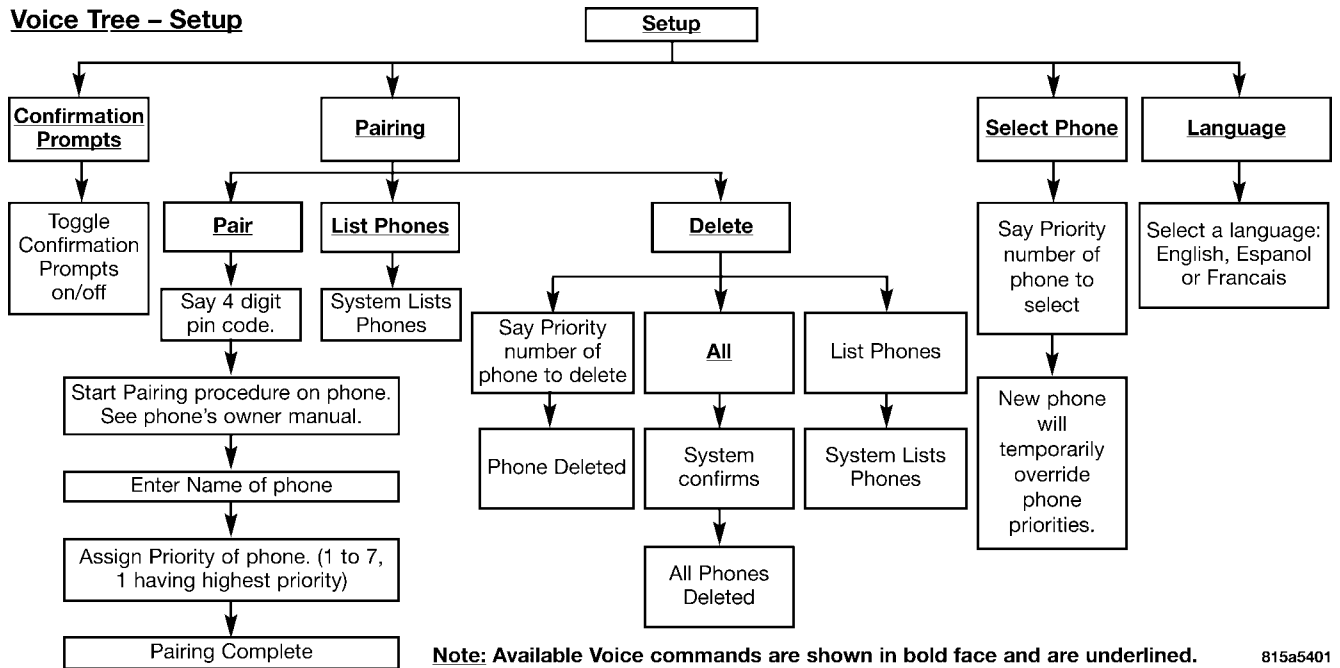 Voice Tree – Setup
Setup
Confirmation
Prompts
Pairing
Select Phone
Language
Toggle
Confirmation
Prompts
on/off
Pair
List Phones
Delete
Say Priority
number of
phone to
select
Select a language:
English, Espanol
or Francais
Say 4 digit
pin code.
System Lists
Phones
Say Priority
number of
phone to delete
All
List Phones
Start Pairing procedure on phone.
See phone's owner manual.
New phone
will
temporarily
override
phone
priorities.
Phone Deleted
System
confirms
System Lists
Phones
Enter Name of phone
Assign Priority of phone. (1 to 7,
1 having highest priority)
All Phones
Deleted
Pairing Complete
Note: Available Voice commands are shown in bold face and are underlined.
815a5401